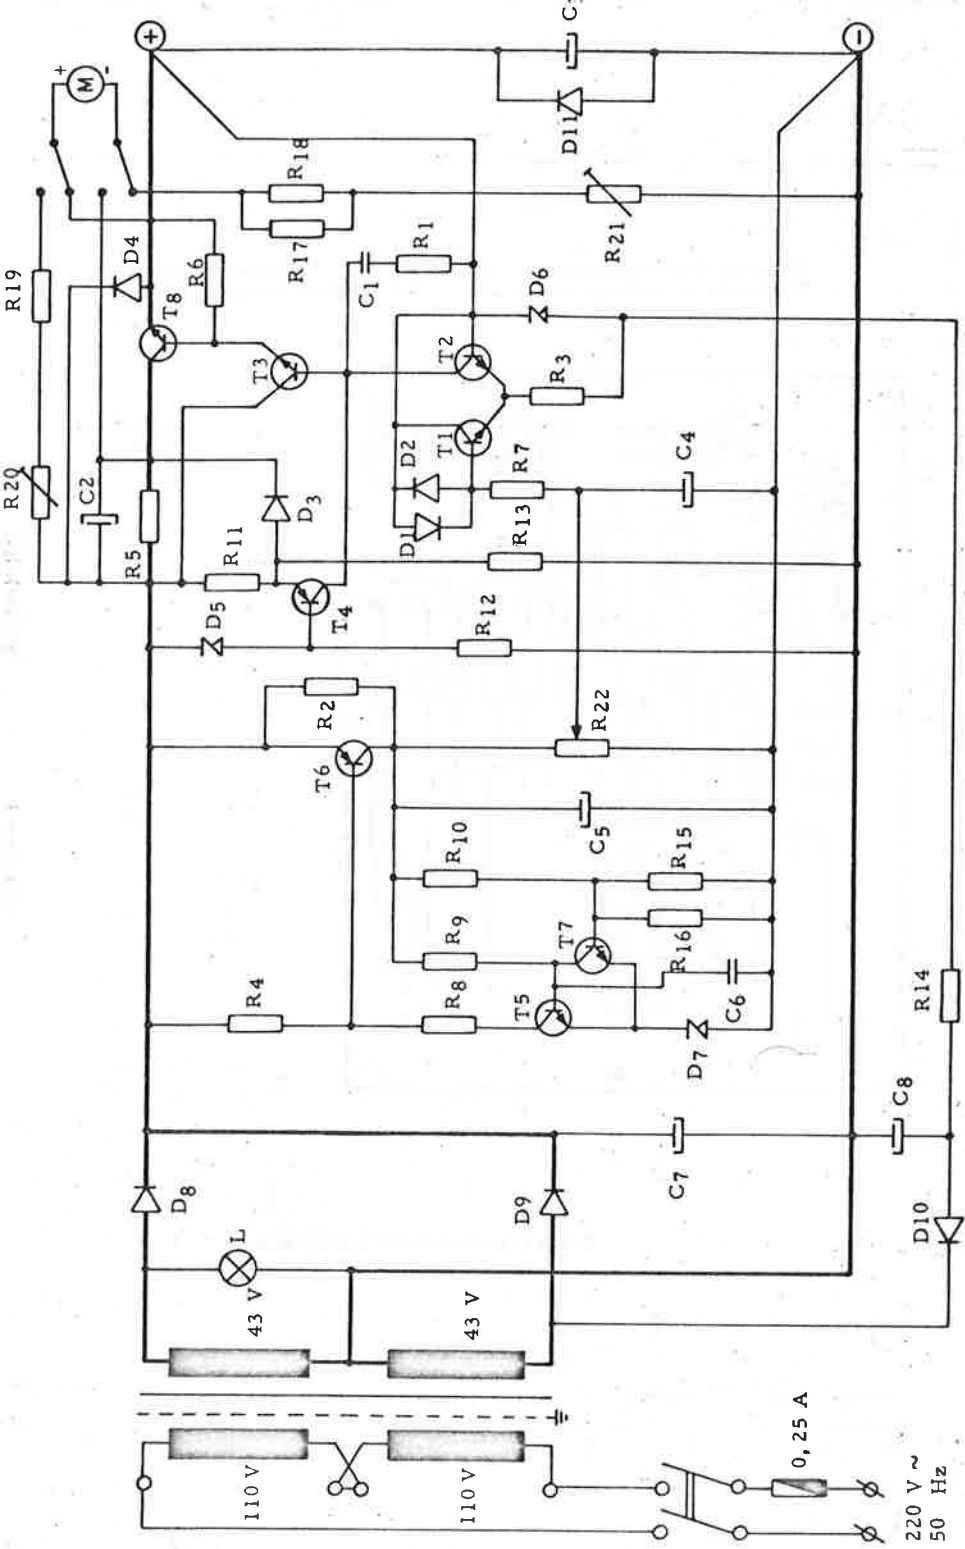 220 V ~
50 Hz
0, 25 A
110 V
110 V
43 V
43 V
L
D8
D9
D10
C7
C8
R14
R4
R8
R9
R10
T5
T7
D7
C6
R16
R15
C5
T6
R2
R22
D5
T4
R12
R11
R13
D3
R5
C2
R20
R19
D1
D2
R7
C4
T1
T2
R3
D6
T3
T8
R6
D4
C1
R1
R17
R18
R21
D11
M
+
-
+
−